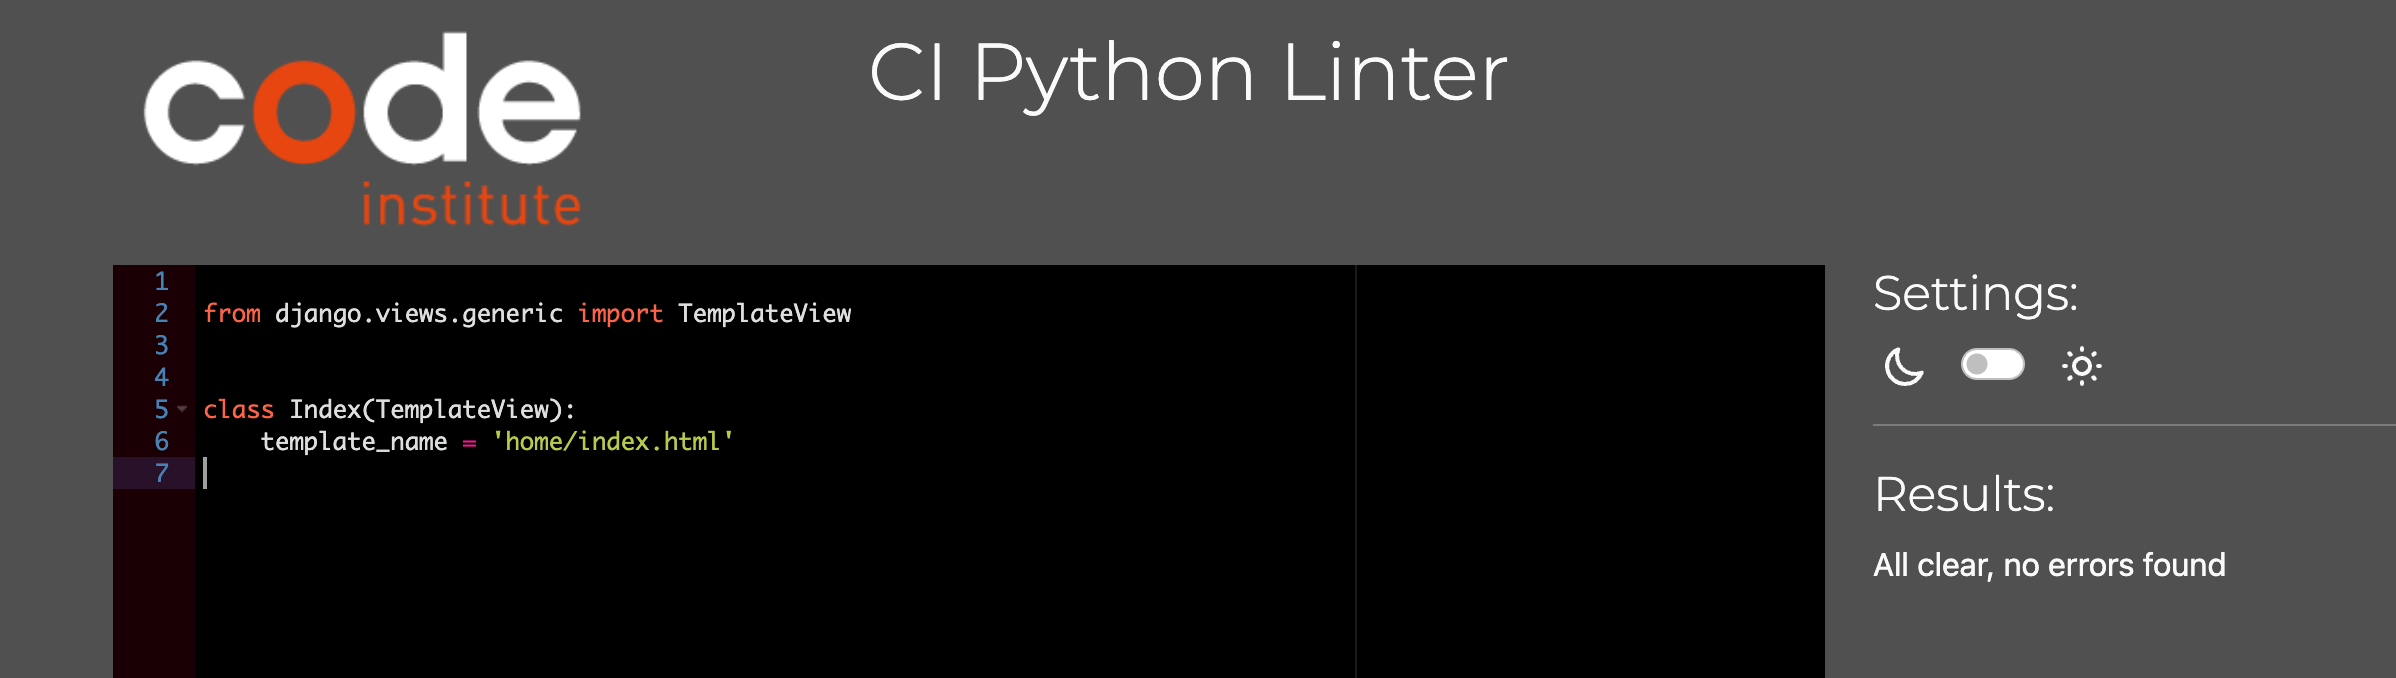 code
institute
CI Python Linter
1
2 from django.views.generic import TemplateView
3
4
5 class Index(TemplateView):
6     template_name = 'home/index.html'
7
Settings:
Results:
All clear, no errors found